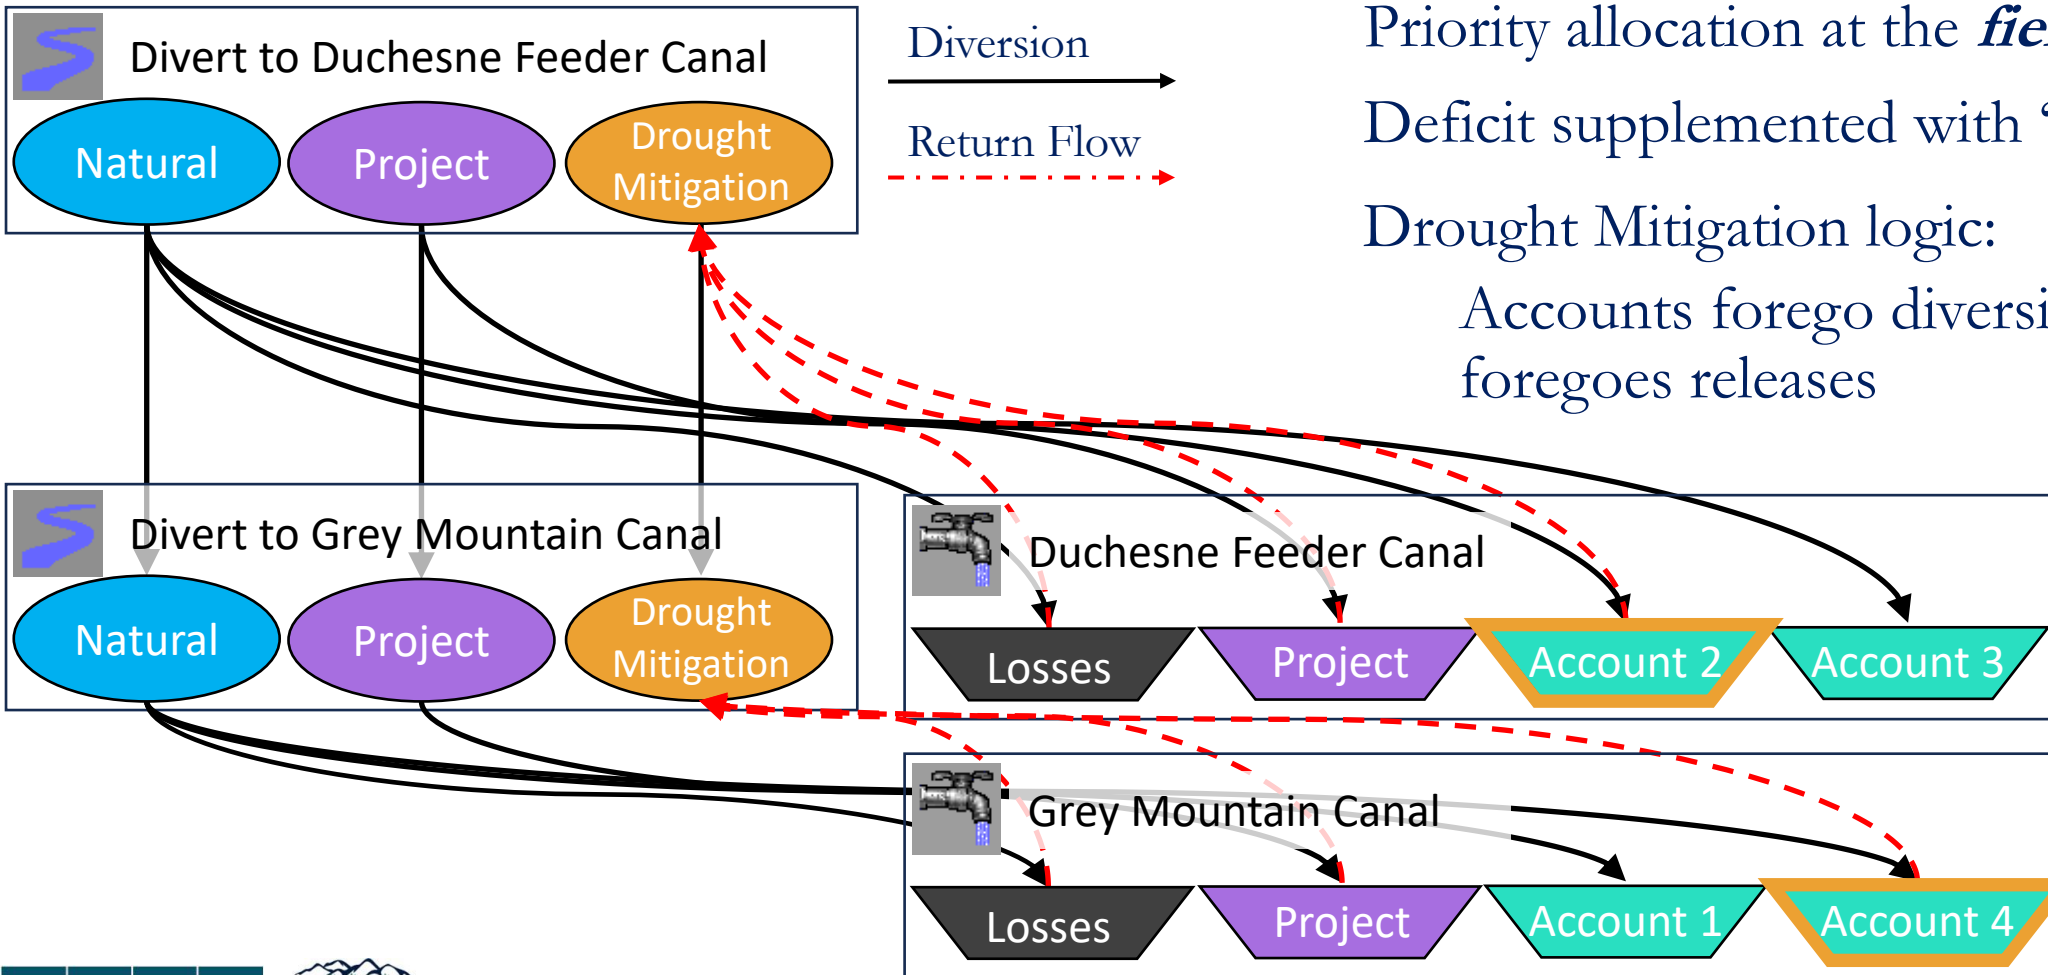 Divert to Duchesne Feeder Canal
Natural
Project
Drought
Mitigation
Diversion
Return Flow
Priority allocation at the
Deficit supplemented with
Drought Mitigation logic:
Accounts forego
foregoes releases
Divert to Grey Mountain Canal
Natural
Project
Drought
Mitigation
Duchesne Feeder Canal
Losses
Project
Account 2
Account 3
Grey Mountain Canal
Losses
Project
Account 1
Account 4